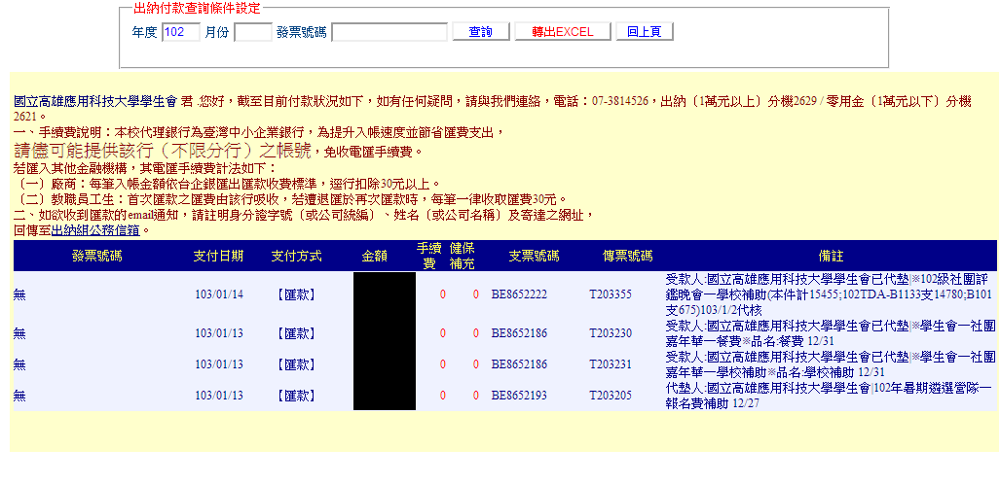 出納付款查詢條件設定
年度 102 月份 發票號碼 查詢 轉出EXCEL 回上頁
國立高雄應用科技大學學生會 君 .您好，截至目前付款狀況如下，如有任何疑問，請與我們連絡，電話：07-3814526，出納〔1萬元以上〕分機2629 / 零用金〔1萬元以下〕分機
2621。
一、手續費說明：本校代理銀行為臺灣中小企業銀行，為提升入帳速度並節省匯費支出，
請儘可能提供該行（不限分行）之帳號，免收電匯手續費。
若匯入其他金融機構，其電匯手續費計法如下：
〔一〕廠商：每筆入帳金額依台企銀匯出匯款收費標準，逕行扣除30元以上。
〔二〕教職員工生：首次匯款之匯費由該行吸收，若遭退匯於再次匯款時，每筆一律收取匯費30元。
二、如欲收到匯款的email通知，請註明身分證字號〔或公司統編〕、姓名〔或公司名稱〕及寄達之網址，
回傳至出納組公務信箱。
發票號碼 支付日期 支付方式 金額 手續費 健保補充 支票號碼 傳票號碼 備註
無 103/01/14 【匯款】 0 0 BE8652222 T203355 受款人:國立高雄應用科技大學學生會已代墊|※102級社團評
鑑晚會一學校補助(本件計15455;102TDA-B1133支14780;B101
支675)103/1/2代核
無 103/01/13 【匯款】 0 0 BE8652186 T203230 受款人:國立高雄應用科技大學學生會已代墊|※學生會一社團
嘉年華一餐費※品名:餐費 12/31
無 103/01/13 【匯款】 0 0 BE8652186 T203231 受款人:國立高雄應用科技大學學生會已代墊|※學生會一社團
嘉年華一學校補助※品名:學校補助 12/31
無 103/01/13 【匯款】 0 0 BE8652193 T203205 代墊人:國立高雄應用科技大學學生會|102年暑期遴選營隊一
報名費補助 12/27